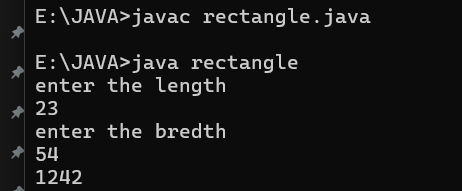 E:\JAVA>javac rectangle.java
E:\JAVA>java rectangle
enter the length
23
enter the bredth
54
1242